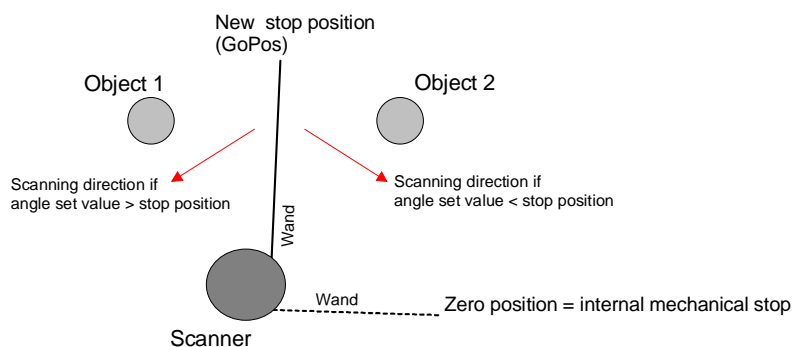 New stop position
(GoPos)
Object 1
Object 2
Scanning direction if
angle set value > stop position
Scanning direction if
angle set value < stop position
Wand
Wand
Zero position = internal mechanical stop
Scanner